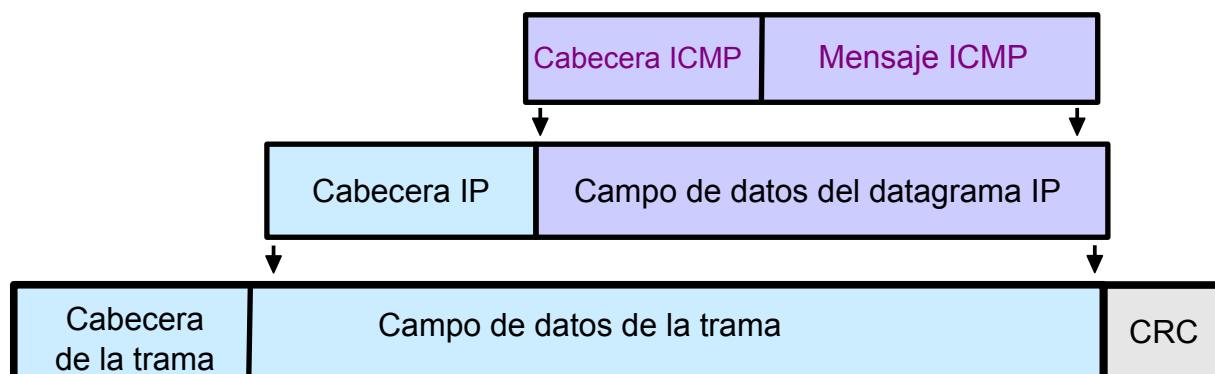 Cabecera ICMP
Mensaje ICMP
Cabecera IP
Campo de datos del datagrama IP
Cabecera
de la trama
Campo de datos de la trama
CRC